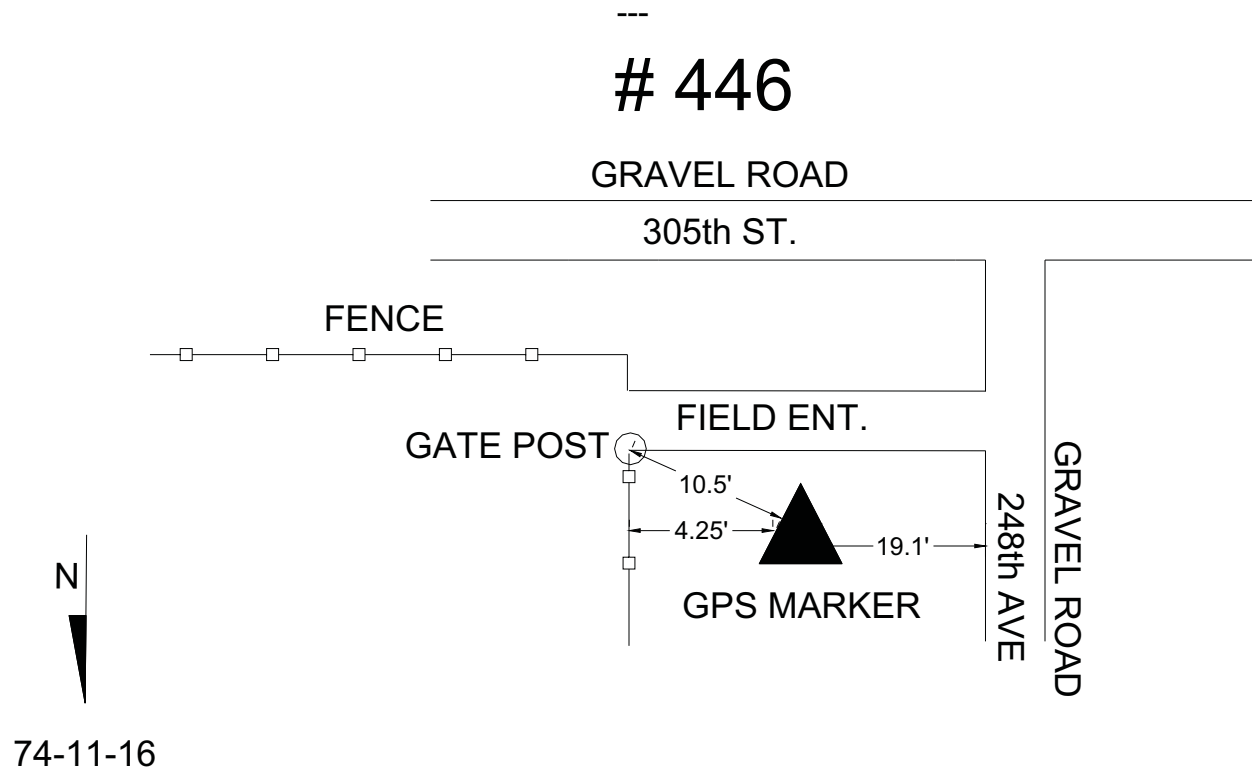 ---
# 446
GRAVEL ROAD
305th ST.
FENCE
FIELD ENT.
GATE POST
10.5'
4.25'
19.1'
248th AVE
GRAVEL ROAD
N
GPS MARKER
74-11-16